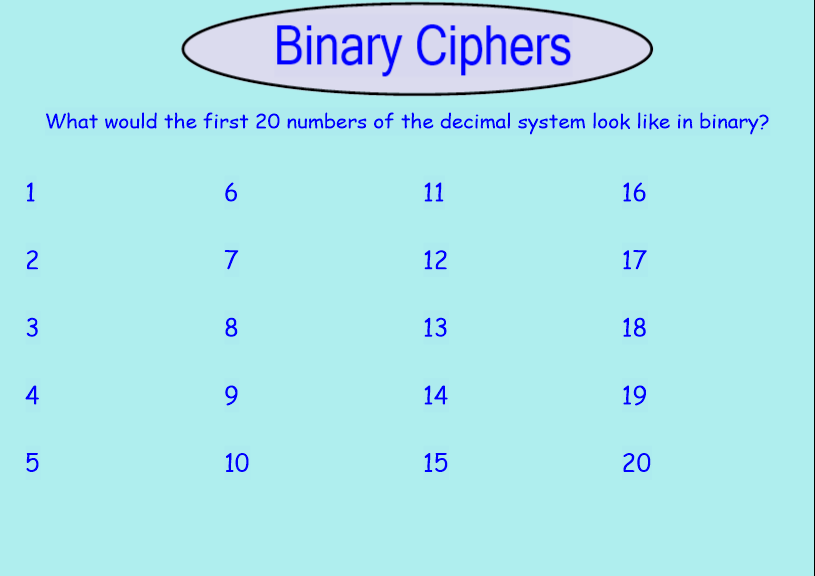 Binary Ciphers
What would the first 20 numbers of the decimal system look like in binary?
1 6 11 16
2 7 12 17
3 8 13 18
4 9 14 19
5 10 15 20